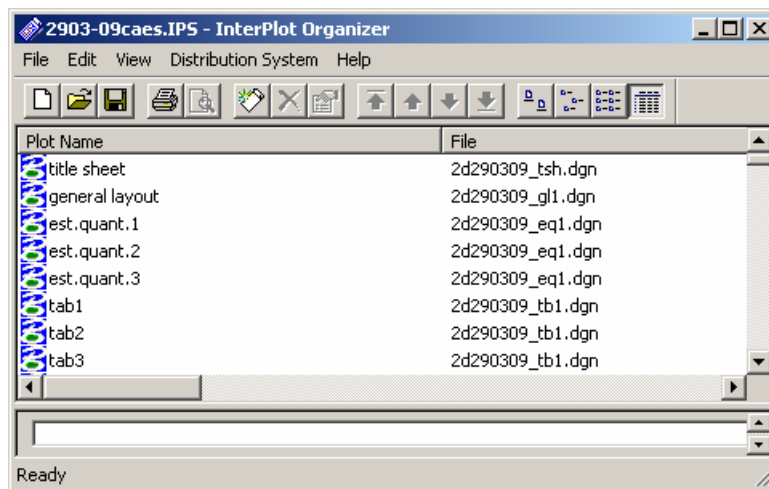 2903-09caes.IPS - InterPlot Organizer
File Edit View Distribution System Help
Plot Name File
title sheet 2d290309_tsh.dgn
general layout 2d290309_gl1.dgn
est.quant.1 2d290309_eq1.dgn
est.quant.2 2d290309_eq1.dgn
est.quant.3 2d290309_eq1.dgn
tab1 2d290309_tb1.dgn
tab2 2d290309_tb1.dgn
tab3 2d290309_tb1.dgn
Ready